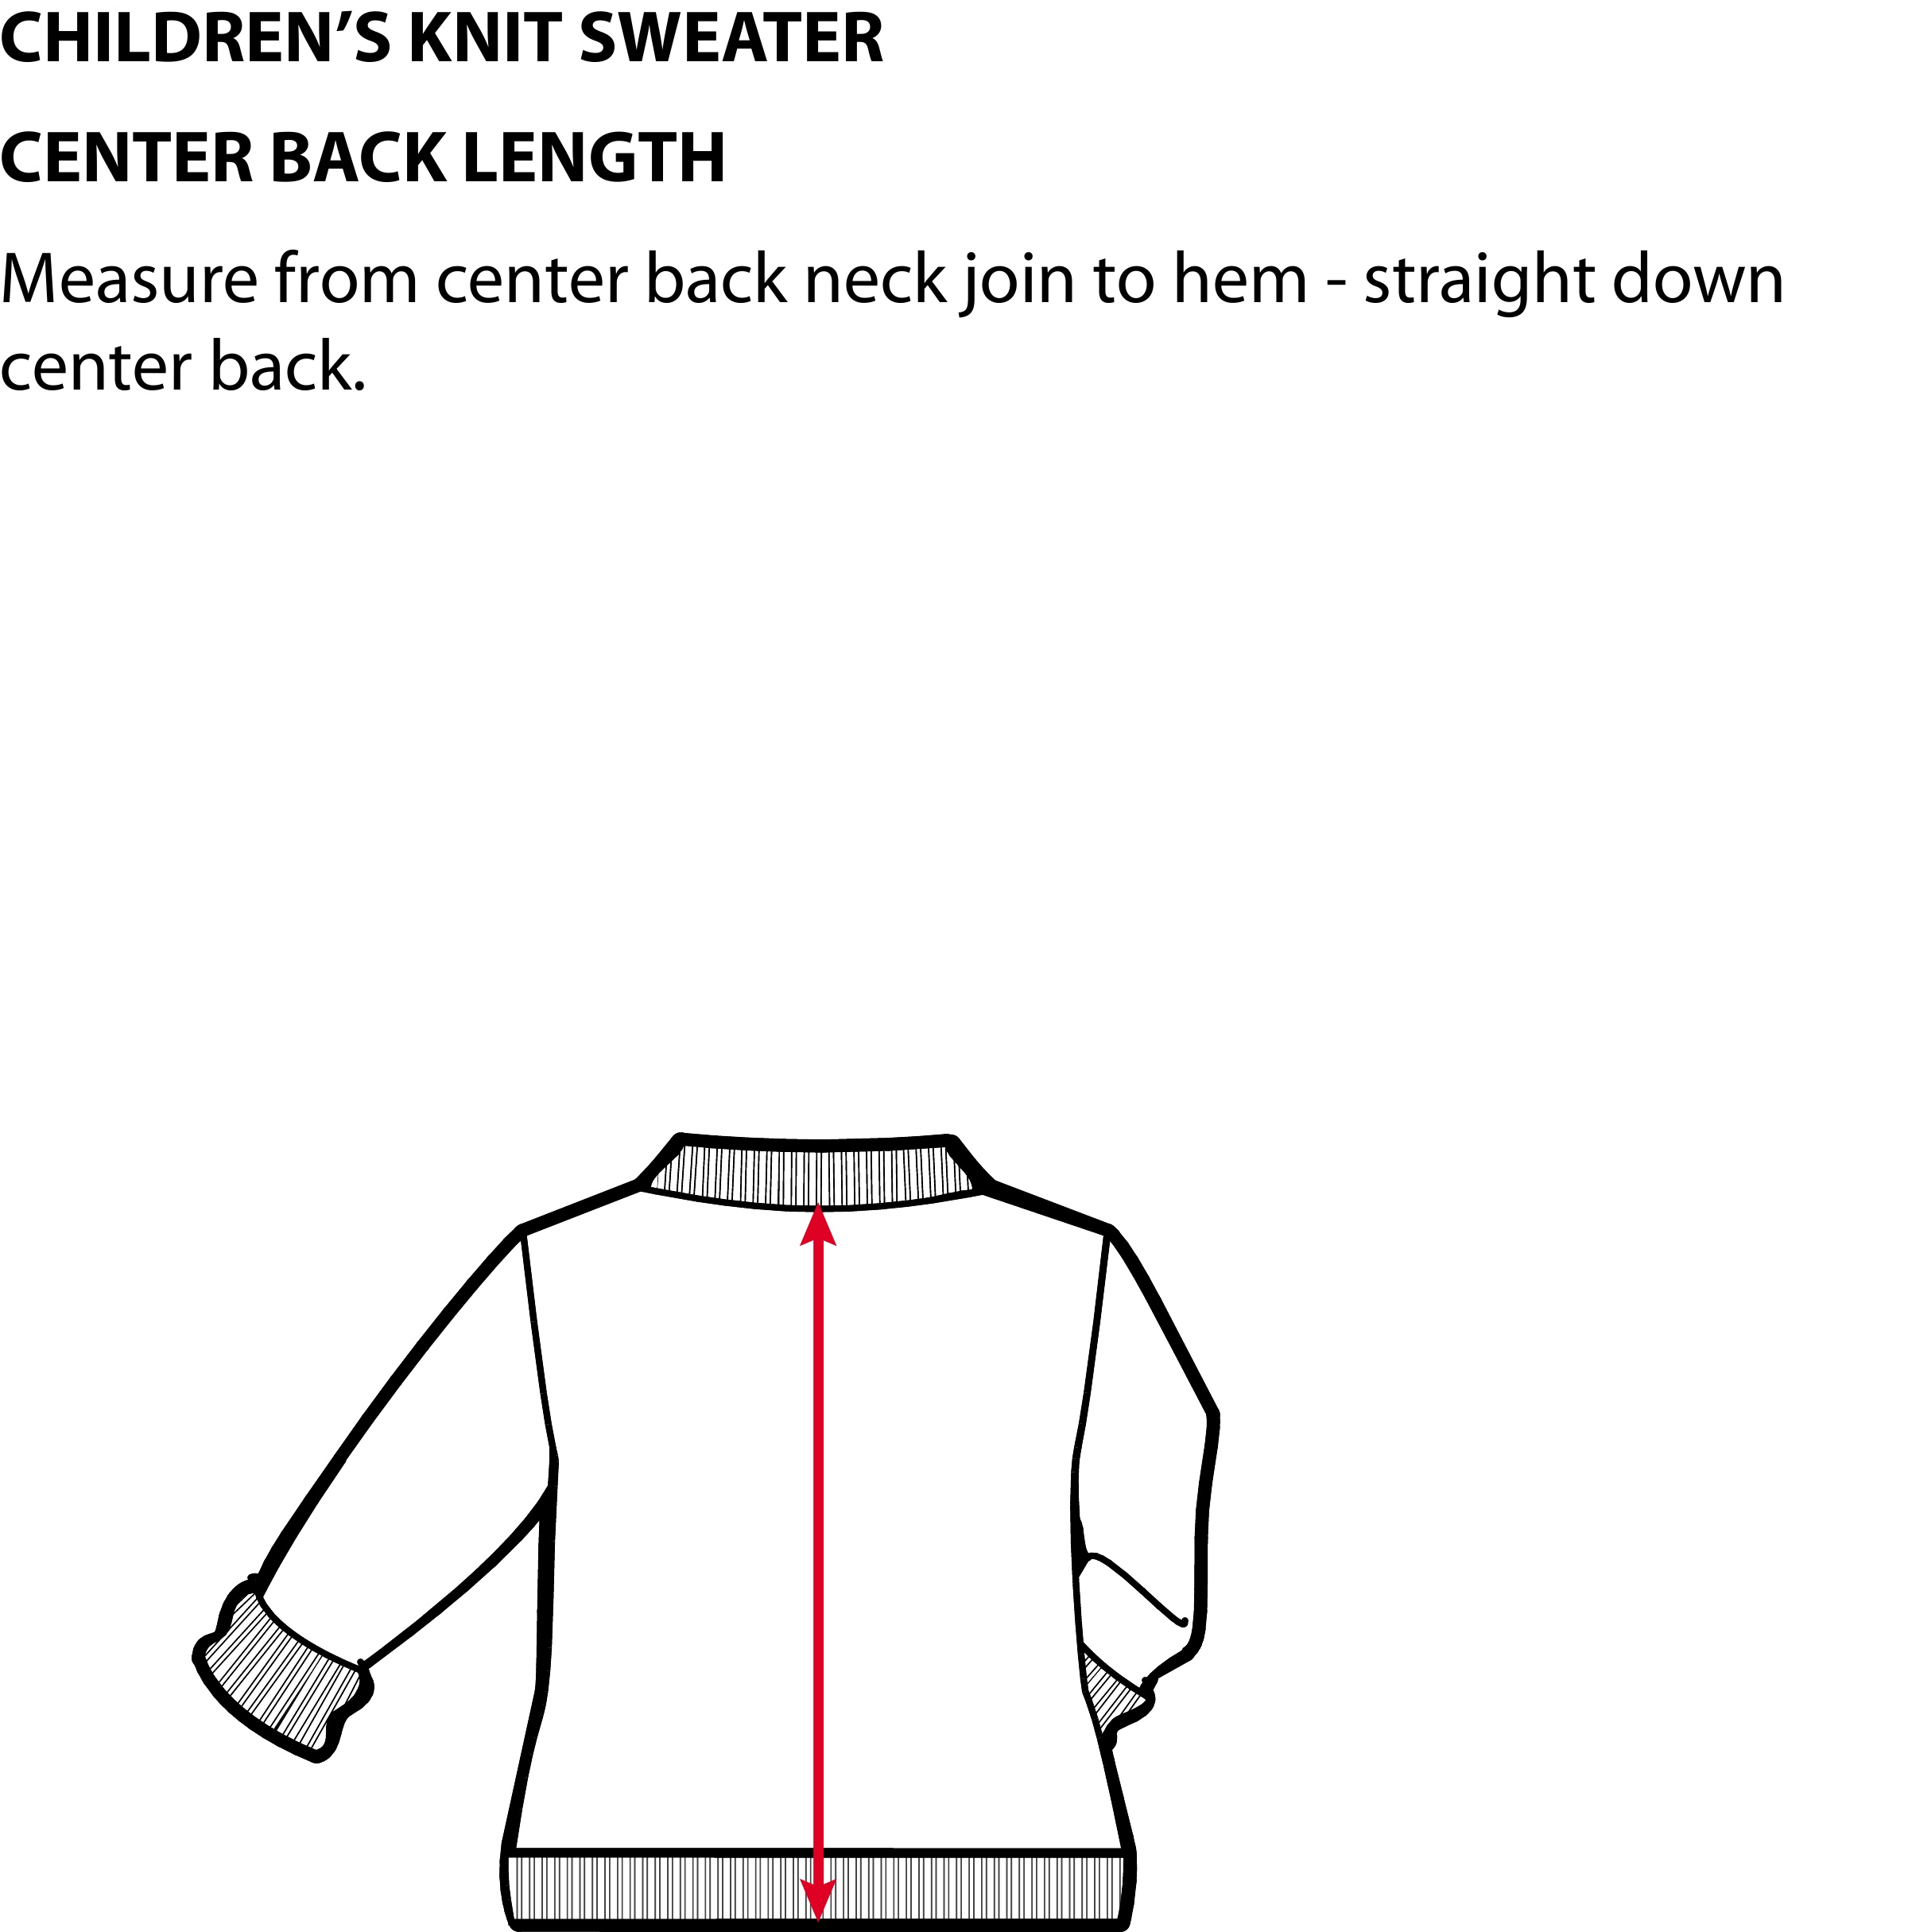 CHILDREN’S KNIT SWEATER
CENTER BACK LENGTH
Measure from center back neck join to hem - straight down
center back.